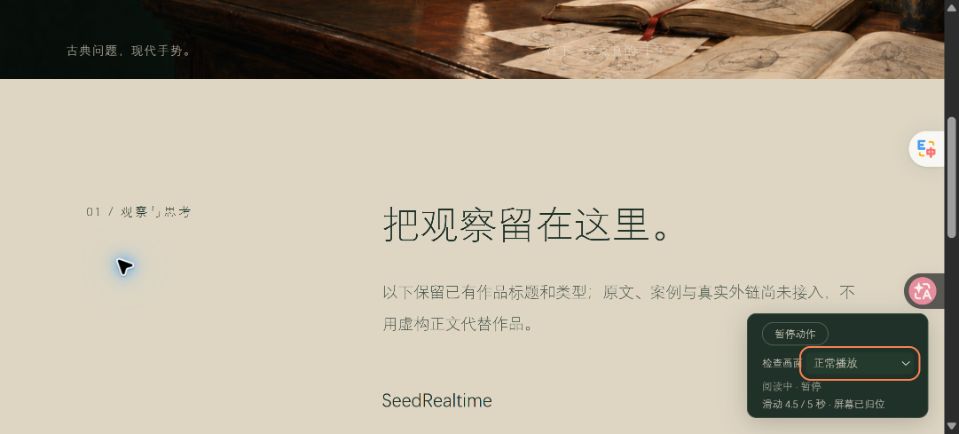 古典问题，现代手势。
01 / 观察与思考
把观察留在这里。
以下保留已有作品标题和类型；原文、案例与真实外链尚未接入，不
用虚构正文代替作品。
SeedRealtime
暂停动作
检查画面
正常播放
阅读中 · 暂停
滑动 4.5 / 5 秒 · 屏幕已归位